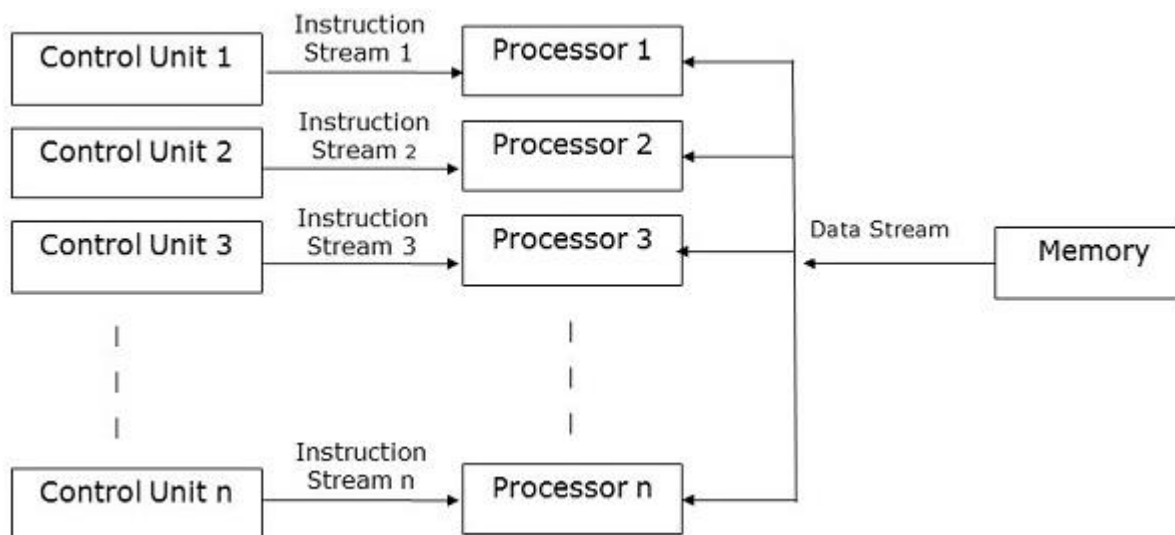 Control Unit 1
Instruction
Stream 1
Processor 1
Control Unit 2
Instruction
Stream 2
Processor 2
Control Unit 3
Instruction
Stream 3
Processor 3
Data Stream
Memory
Control Unit n
Instruction
Stream n
Processor n